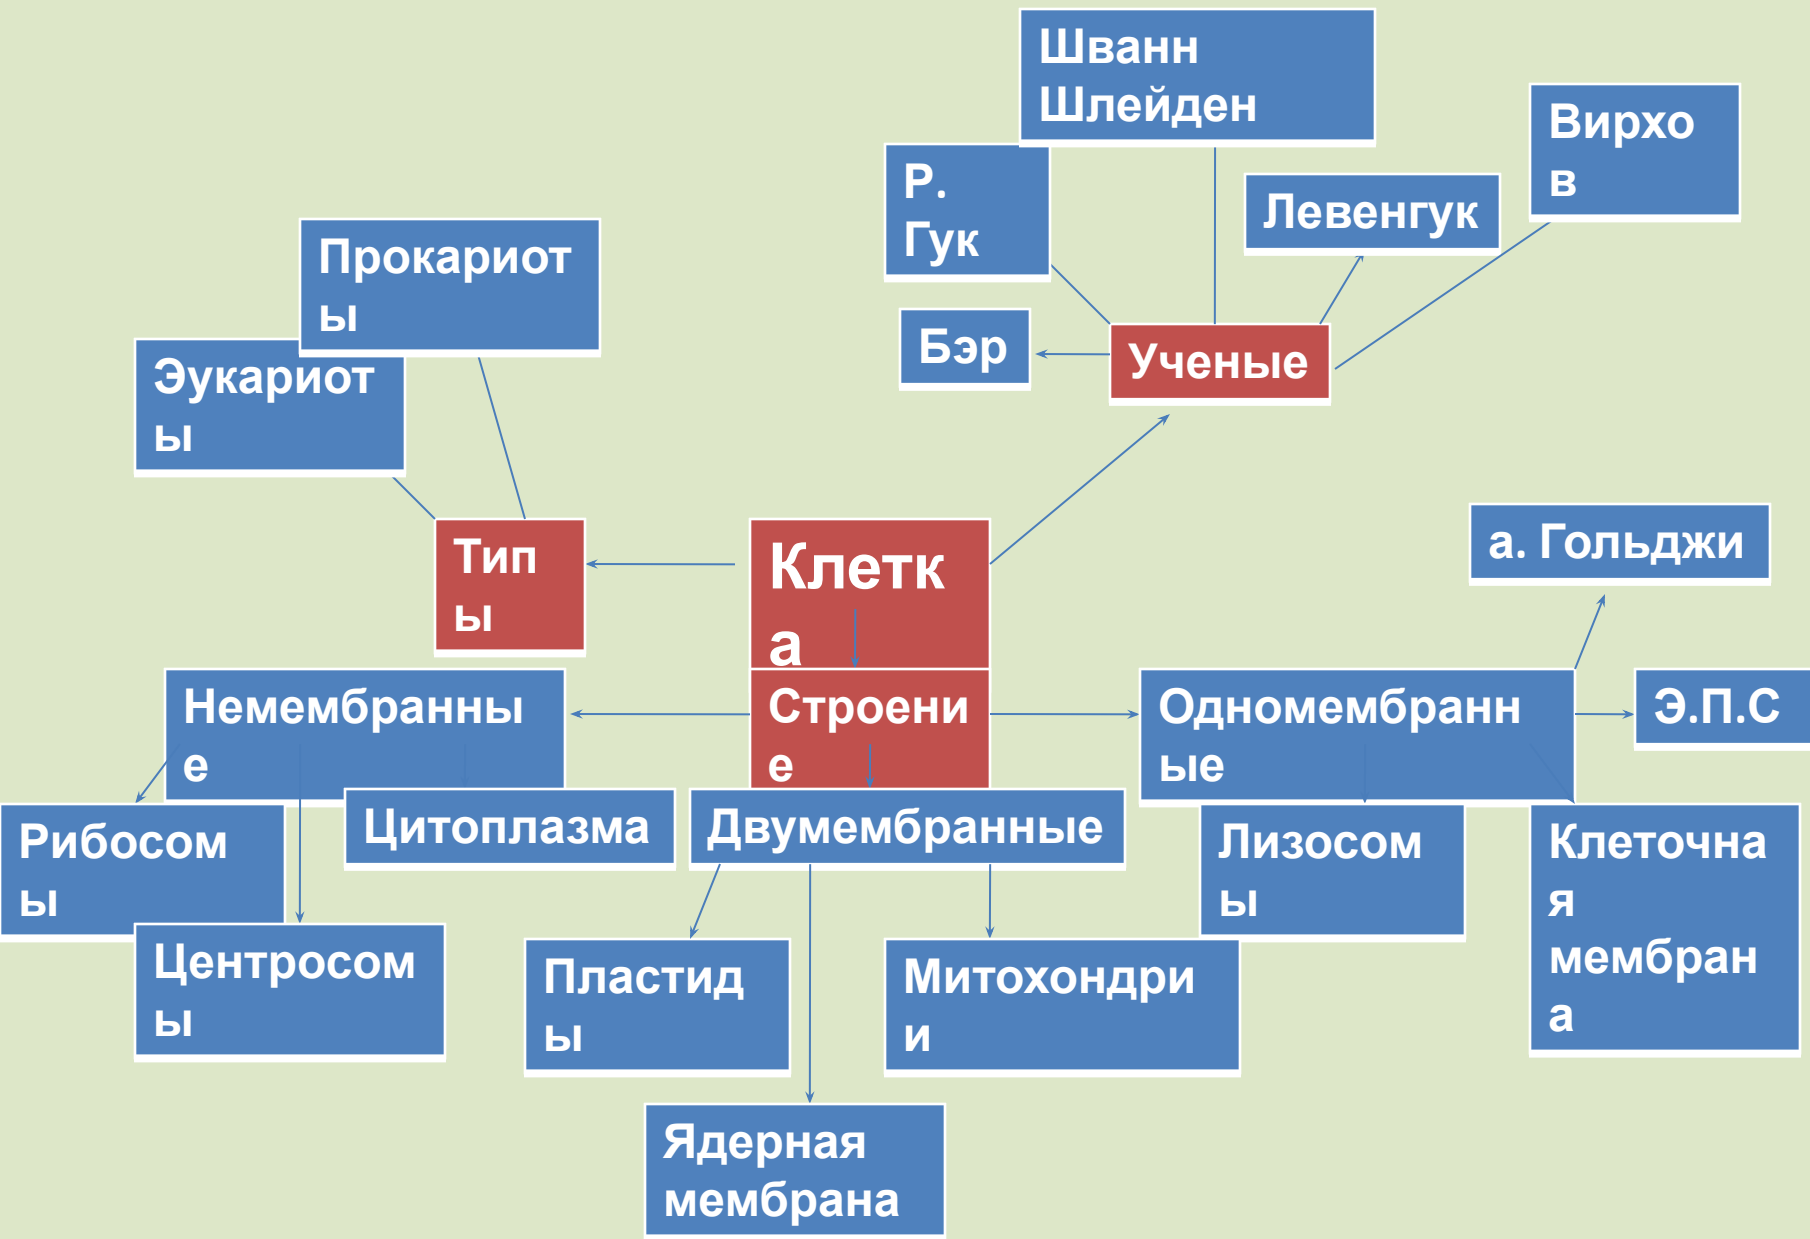 Шванн
Шлейден
Вирхо
в
Р.
Гук
Левенгук
Прокариот
ы
Бэр
Ученые
Эукариот
ы
Тип
ы
Клетк
а
а. Гольджи
Немембранны
е
Строени
е
Одномембранн
ые
Э.П.С
Рибосом
ы
Цитоплазма
Двумембранные
Лизосом
ы
Клеточна
я
мембран
а
Центросом
ы
Пластид
ы
Митохондри
и
Ядерная
мембрана